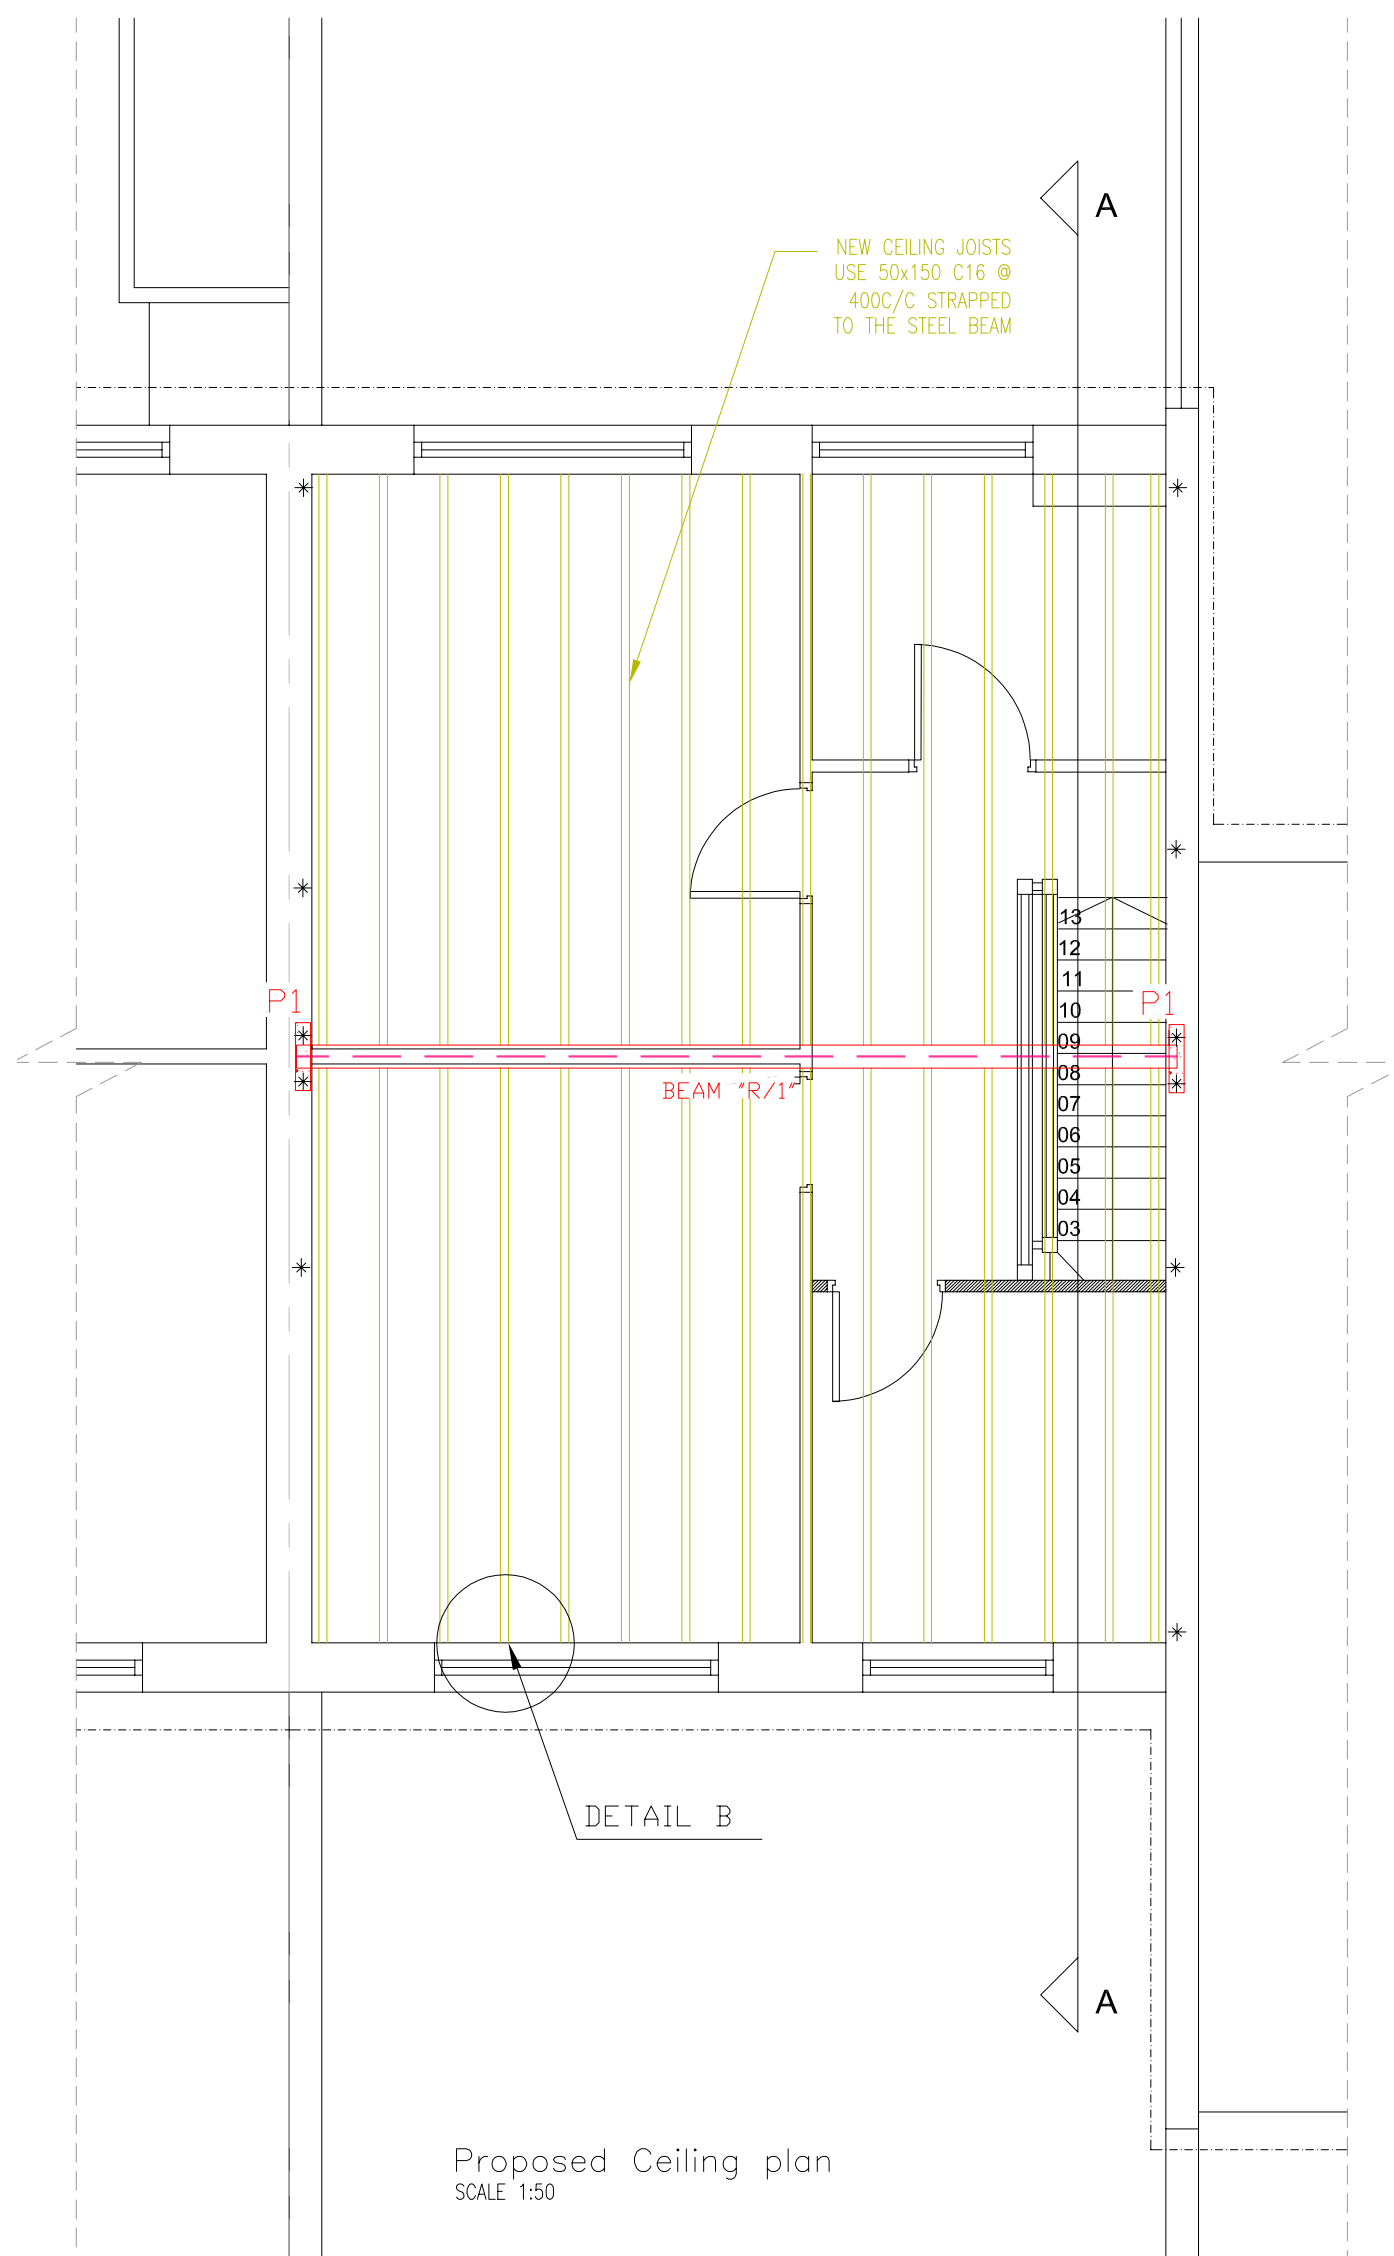 A
NEW CEILING JOISTS
USE 50x150 C16 @
400C/C STRAPPED
TO THE STEEL BEAM
13
12
11
P1
P1
10
09
08
BEAM "R/1"
07
06
05
04
03
DETAIL B
A
Proposed Ceiling plan
SCALE 1:50